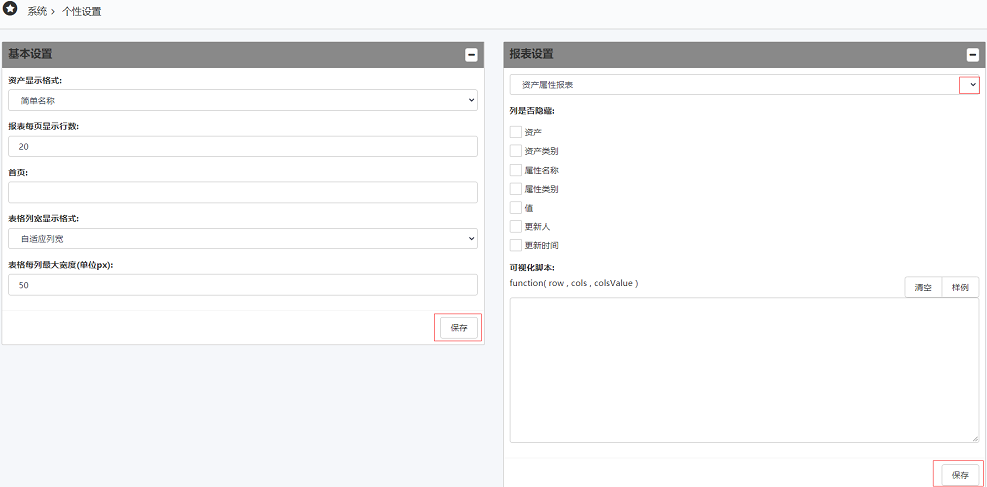 系统 > 个性设置
基本设置
资产显示格式:
简单名称
报表每页显示行数:
20
首页:
表格列宽显示格式:
自适应列宽
表格每列最大宽度(单位px):
50
保存
报表设置
资产属性报表
列是否隐藏:
资产
资产类别
属性名称
属性类别
值
更新人
更新时间
可视化脚本:
function( row , cols , colsValue )
清空 样例
保存